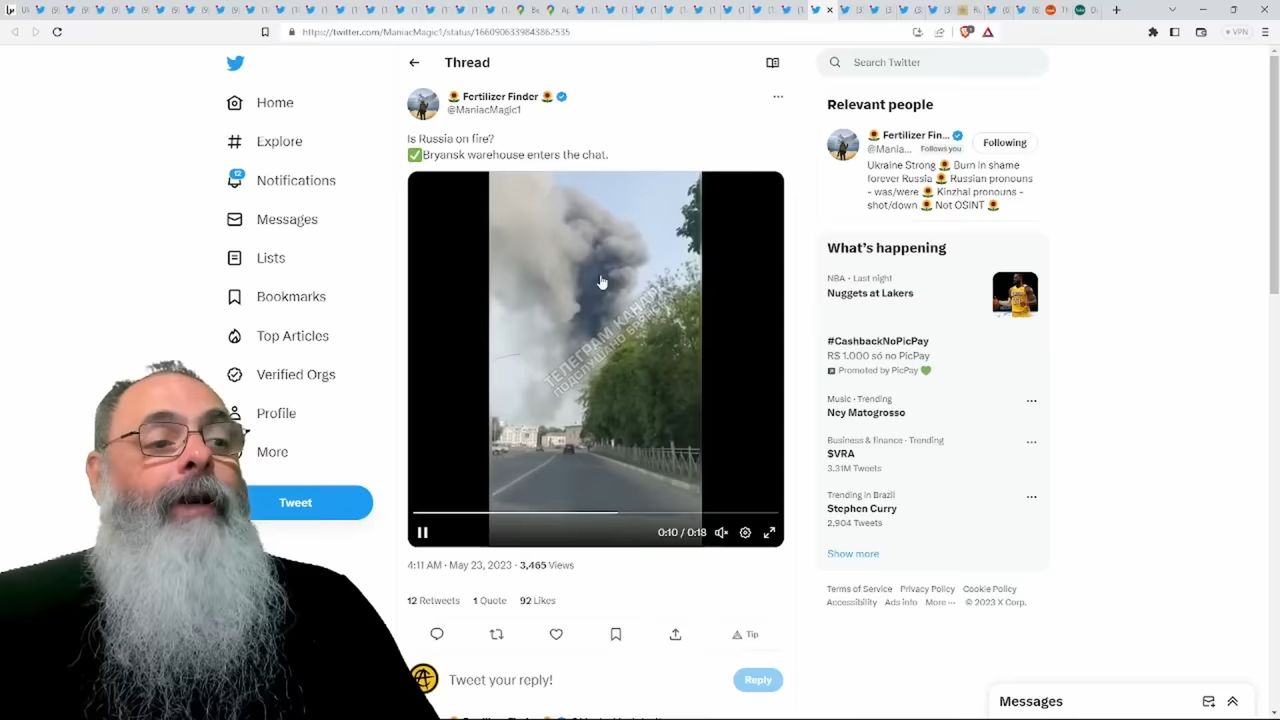 https://twitter.com/ManiacMagic1/status/1660906339843862535
VPN
Home
Explore
12
Notifications
Messages
Lists
Bookmarks
Top Articles
Verified Orgs
Profile
More
Tweet
Thread
🌻 Fertilizer Finder 🌻
@ManiacMagic1
Is Russia on fire?
✅Bryansk warehouse enters the chat.
ТЕЛЕГРАМ КАНАЛ
ПОДСЛУШАНО БРЯНСК
0:10 / 0:18
4:11 AM · May 23, 2023 · 3,465 Views
12 Retweets 1 Quote 92 Likes
Tip
Tweet your reply!
Reply
Search Twitter
Relevant people
🌻 Fertilizer Fin...
@Mania... Follows you
Following
Ukraine Strong 🌻 Burn in shame
forever Russia 🌻 Russian pronouns
- was/were 🌻 Kinzhal pronouns -
shot/down 🌻 Not OSINT 🌻
What's happening
NBA · Last night
Nuggets at Lakers
#CashbackNoPicPay
R$ 1.000 só no PicPay
Promoted by PicPay 💚
Music · Trending
Ney Matogrosso
Business & finance · Trending
$VRA
3.31M Tweets
Trending in Brazil
Stephen Curry
2,904 Tweets
Show more
Terms of Service Privacy Policy Cookie Policy
Accessibility Ads info More ··· © 2023 X Corp.
Messages